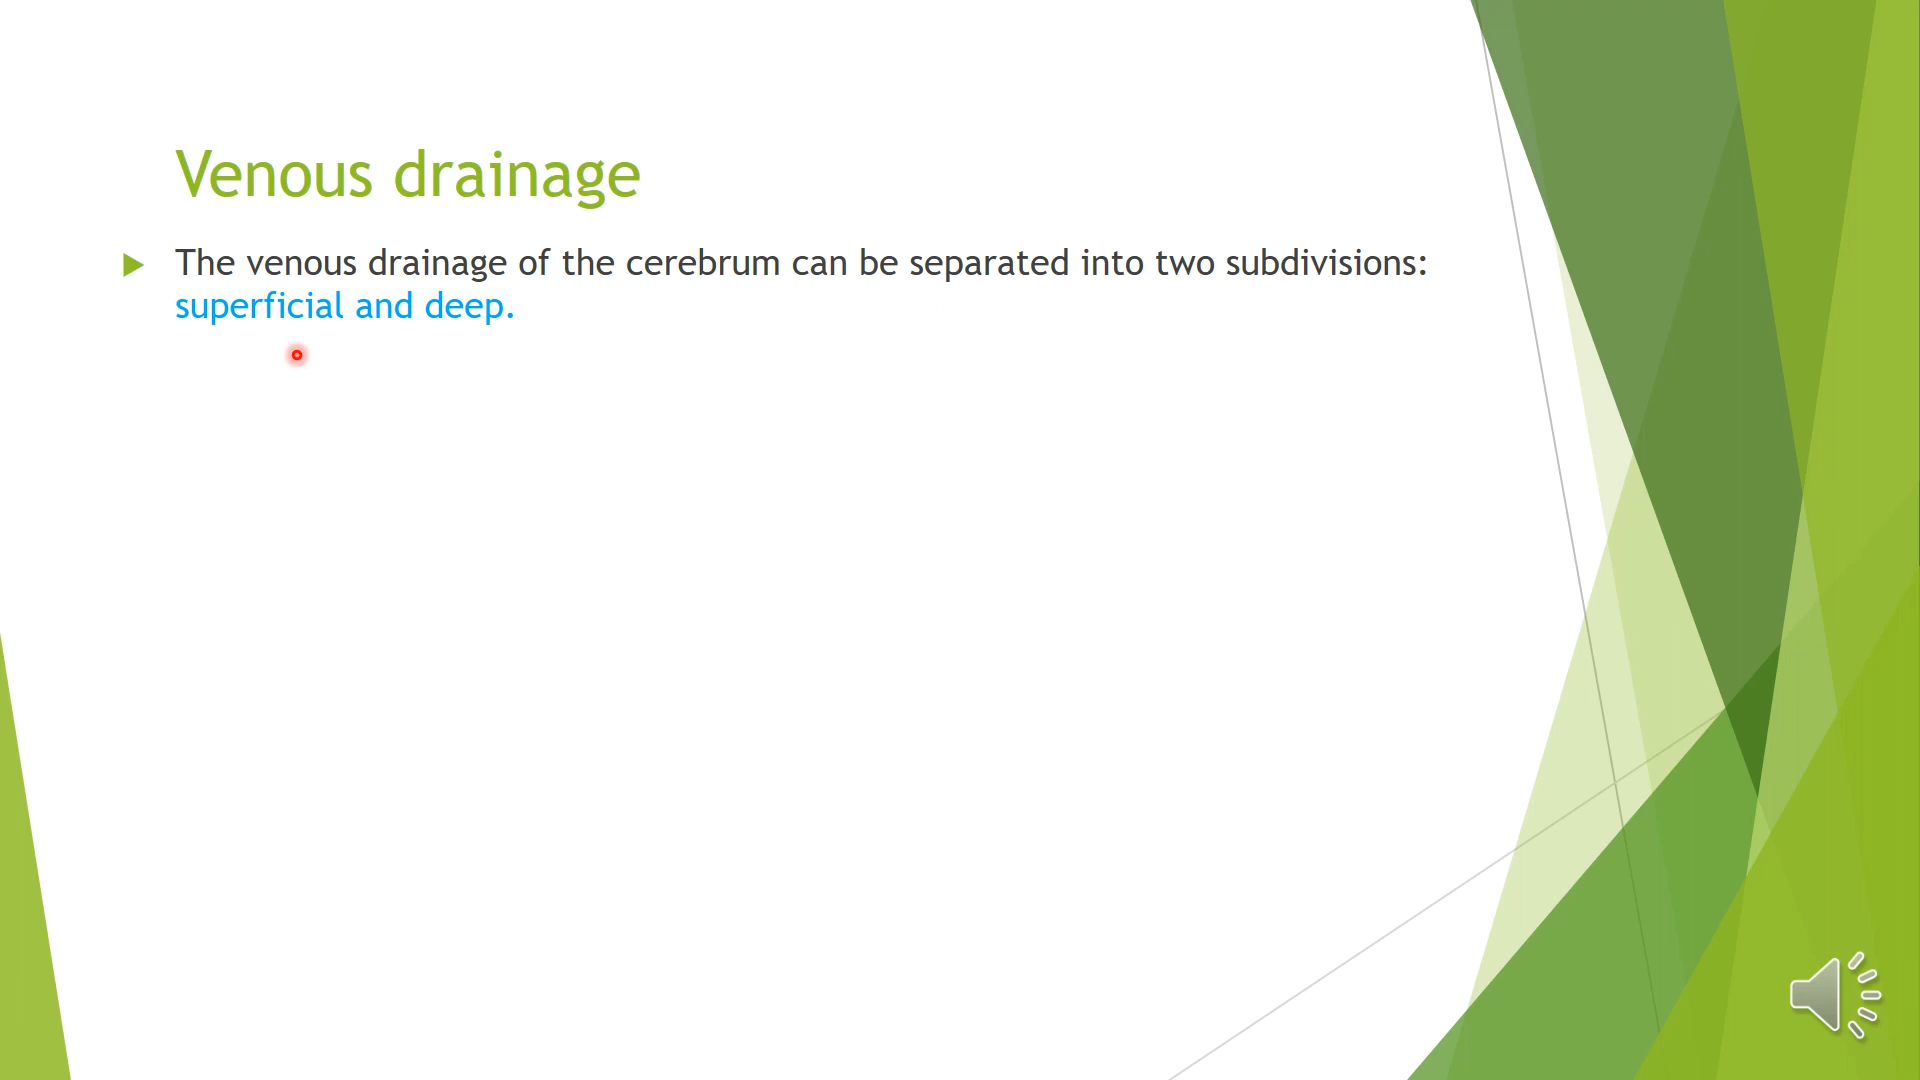 Venous drainage
The venous drainage of the cerebrum can be separated into two subdivisions:
superficial and deep.